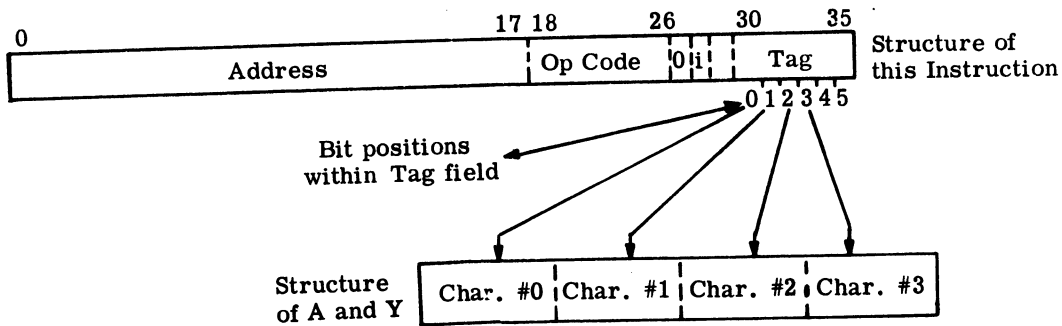 0 17 18 26 30 35
Address Op Code 0 i Tag
Structure of
this Instruction
0 1 2 3 4 5
Bit positions
within Tag field
Structure
of A and Y
Char. #0 Char. #1 Char. #2 Char. #3